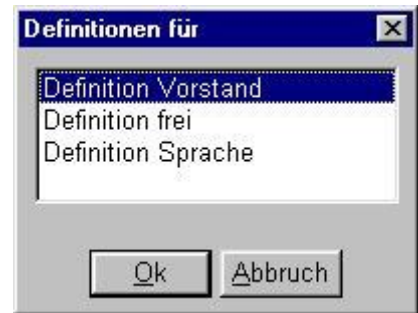 Definitionen für
Definition Vorstand
Definition frei
Definition Sprache
Ok Abbruch